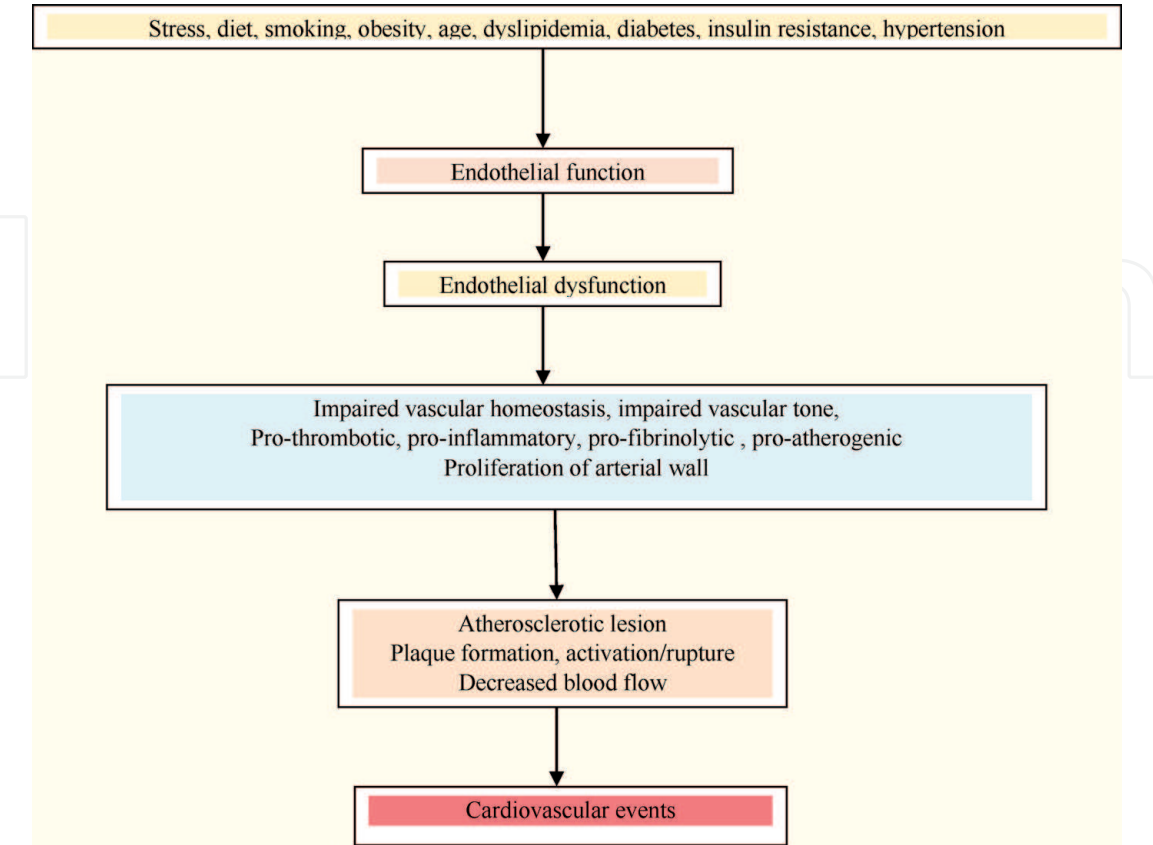 Stress, diet, smoking, obesity, age, dyslipidemia, diabetes, insulin resistance, hypertension
Endothelial function
Endothelial dysfunction
Impaired vascular homeostasis, impaired vascular tone,
Pro-thrombotic, pro-inflammatory, pro-fibrinolytic , pro-atherogenic
Proliferation of arterial wall
Atherosclerotic lesion
Plaque formation, activation/rupture
Decreased blood flow
Cardiovascular events